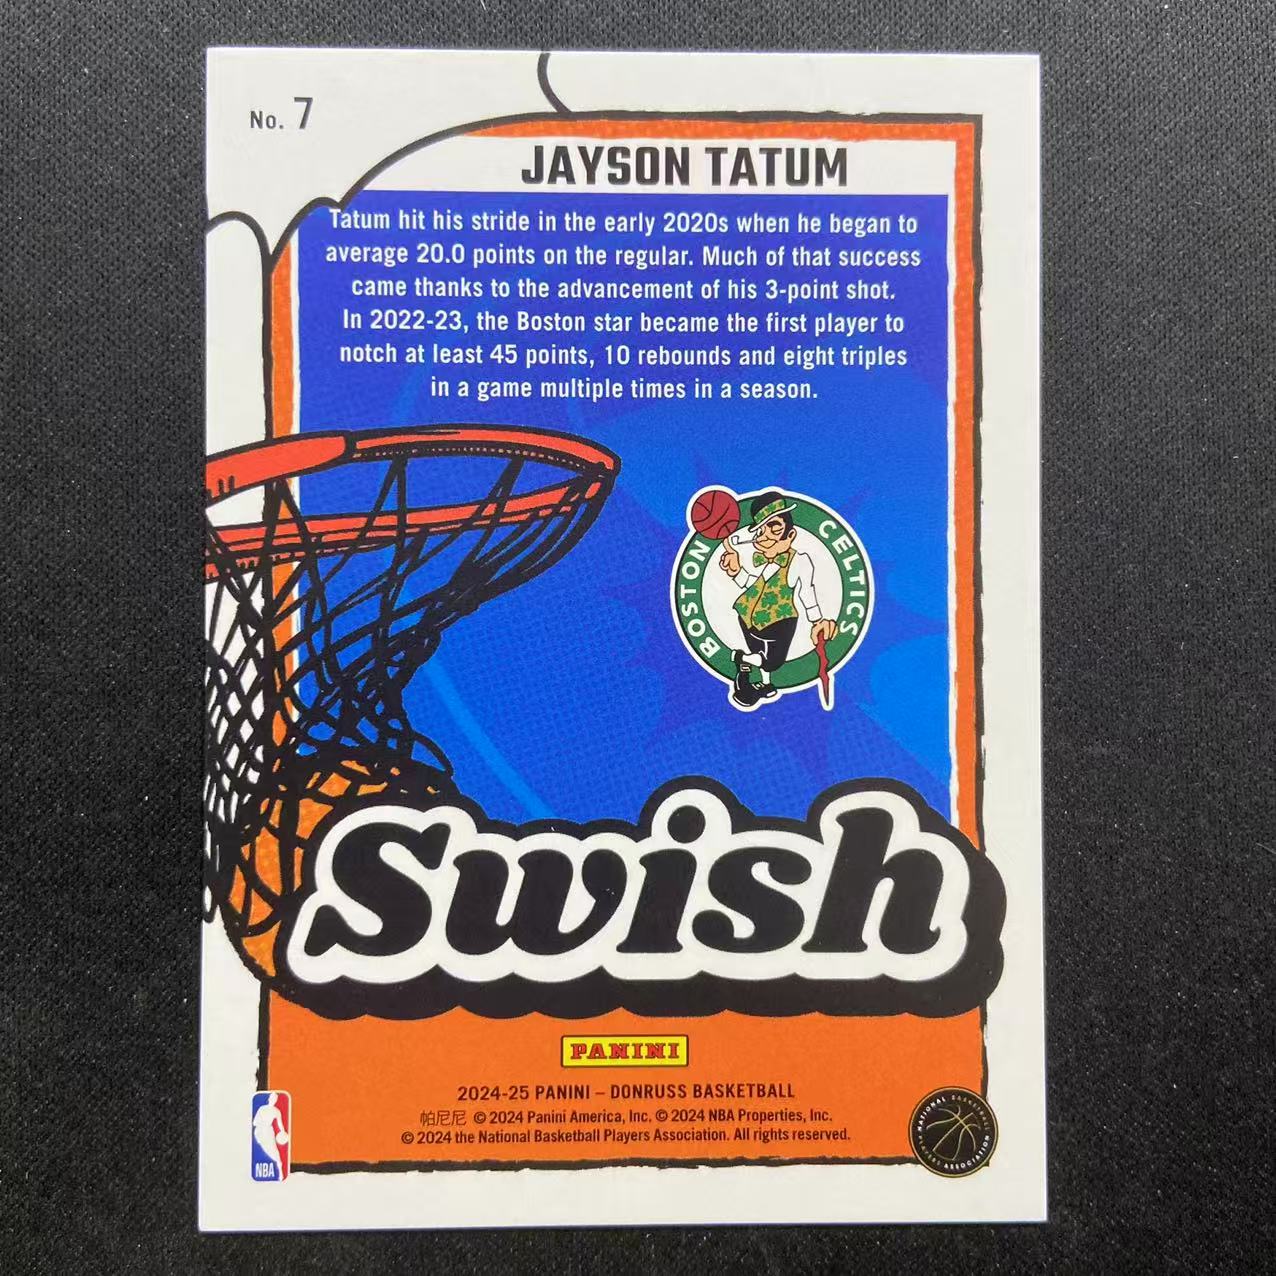 No. 7
JAYSON TATUM
Tatum hit his stride in the early 2020s when he began to
average 20.0 points on the regular. Much of that success
came thanks to the advancement of his 3-point shot.
In 2022-23, the Boston star became the first player to
notch at least 45 points, 10 rebounds and eight triples
in a game multiple times in a season.
BOSTON CELTICS
Swish
PANINI
2024-25 PANINI – DONRUSS BASKETBALL
帕尼尼 © 2024 Panini America, Inc. © 2024 NBA Properties, Inc.
© 2024 the National Basketball Players Association. All rights reserved.
NBA
NATIONAL BASKETBALL
PLAYERS ASSOCIATION